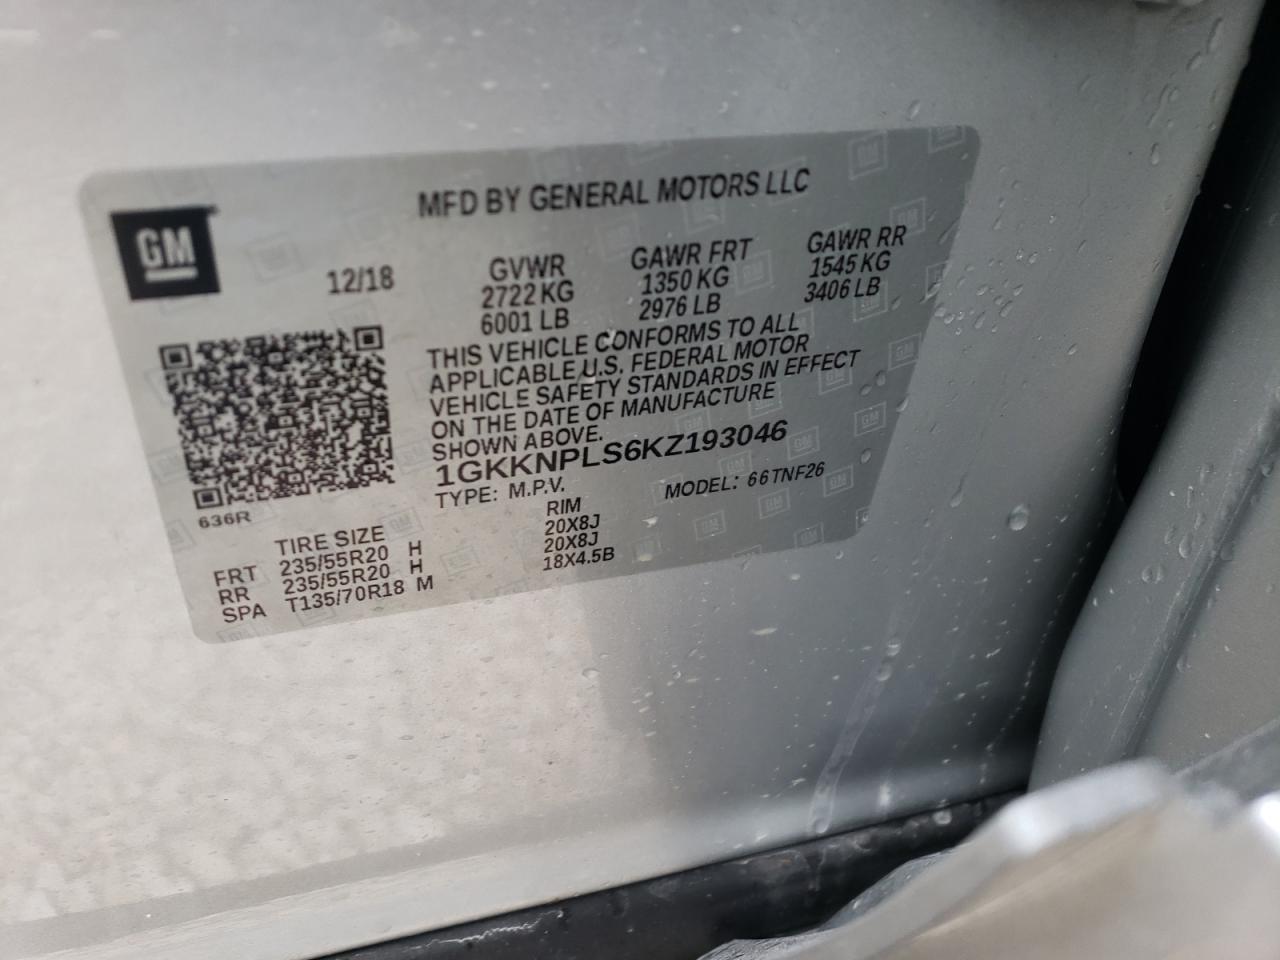 MFD BY GENERAL MOTORS LLC
GM
12/18
GVWR GAWR FRT GAWR RR
2722 KG 1350 KG 1545 KG
6001 LB 2976 LB 3406 LB
THIS VEHICLE CONFORMS TO ALL
APPLICABLE U.S. FEDERAL MOTOR
VEHICLE SAFETY STANDARDS IN EFFECT
ON THE DATE OF MANUFACTURE
SHOWN ABOVE.
1GKKNPLS6KZ193046
TYPE: M.P.V. MODEL: 66TNF26
636R
TIRE SIZE RIM
FRT 235/55R20 H 20X8J
RR 235/55R20 H 20X8J
SPA T135/70R18 M 18X4.5B